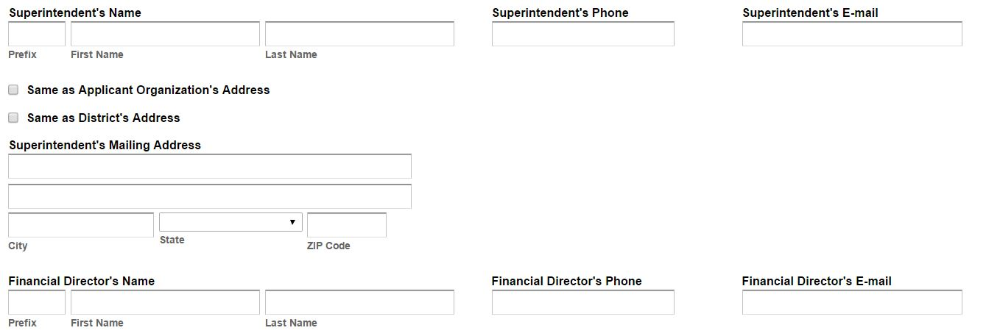 Superintendent's Name Superintendent's Phone Superintendent's E-mail
Prefix First Name Last Name
Same as Applicant Organization's Address
Same as District's Address
Superintendent's Mailing Address
City State ZIP Code
Financial Director's Name Financial Director's Phone Financial Director's E-mail
Prefix First Name Last Name